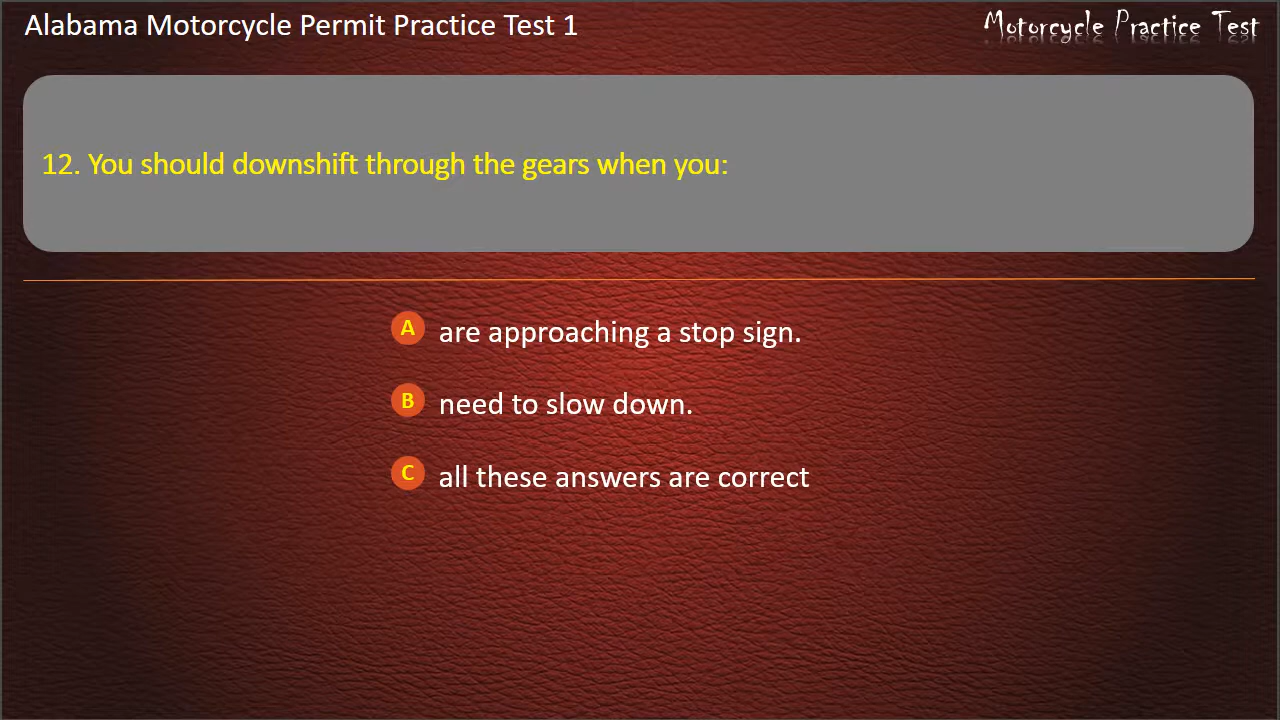 Alabama Motorcycle Permit Practice Test 1
Motorcycle Practice Test
12. You should downshift through the gears when you:
A are approaching a stop sign.
B need to slow down.
C all these answers are correct